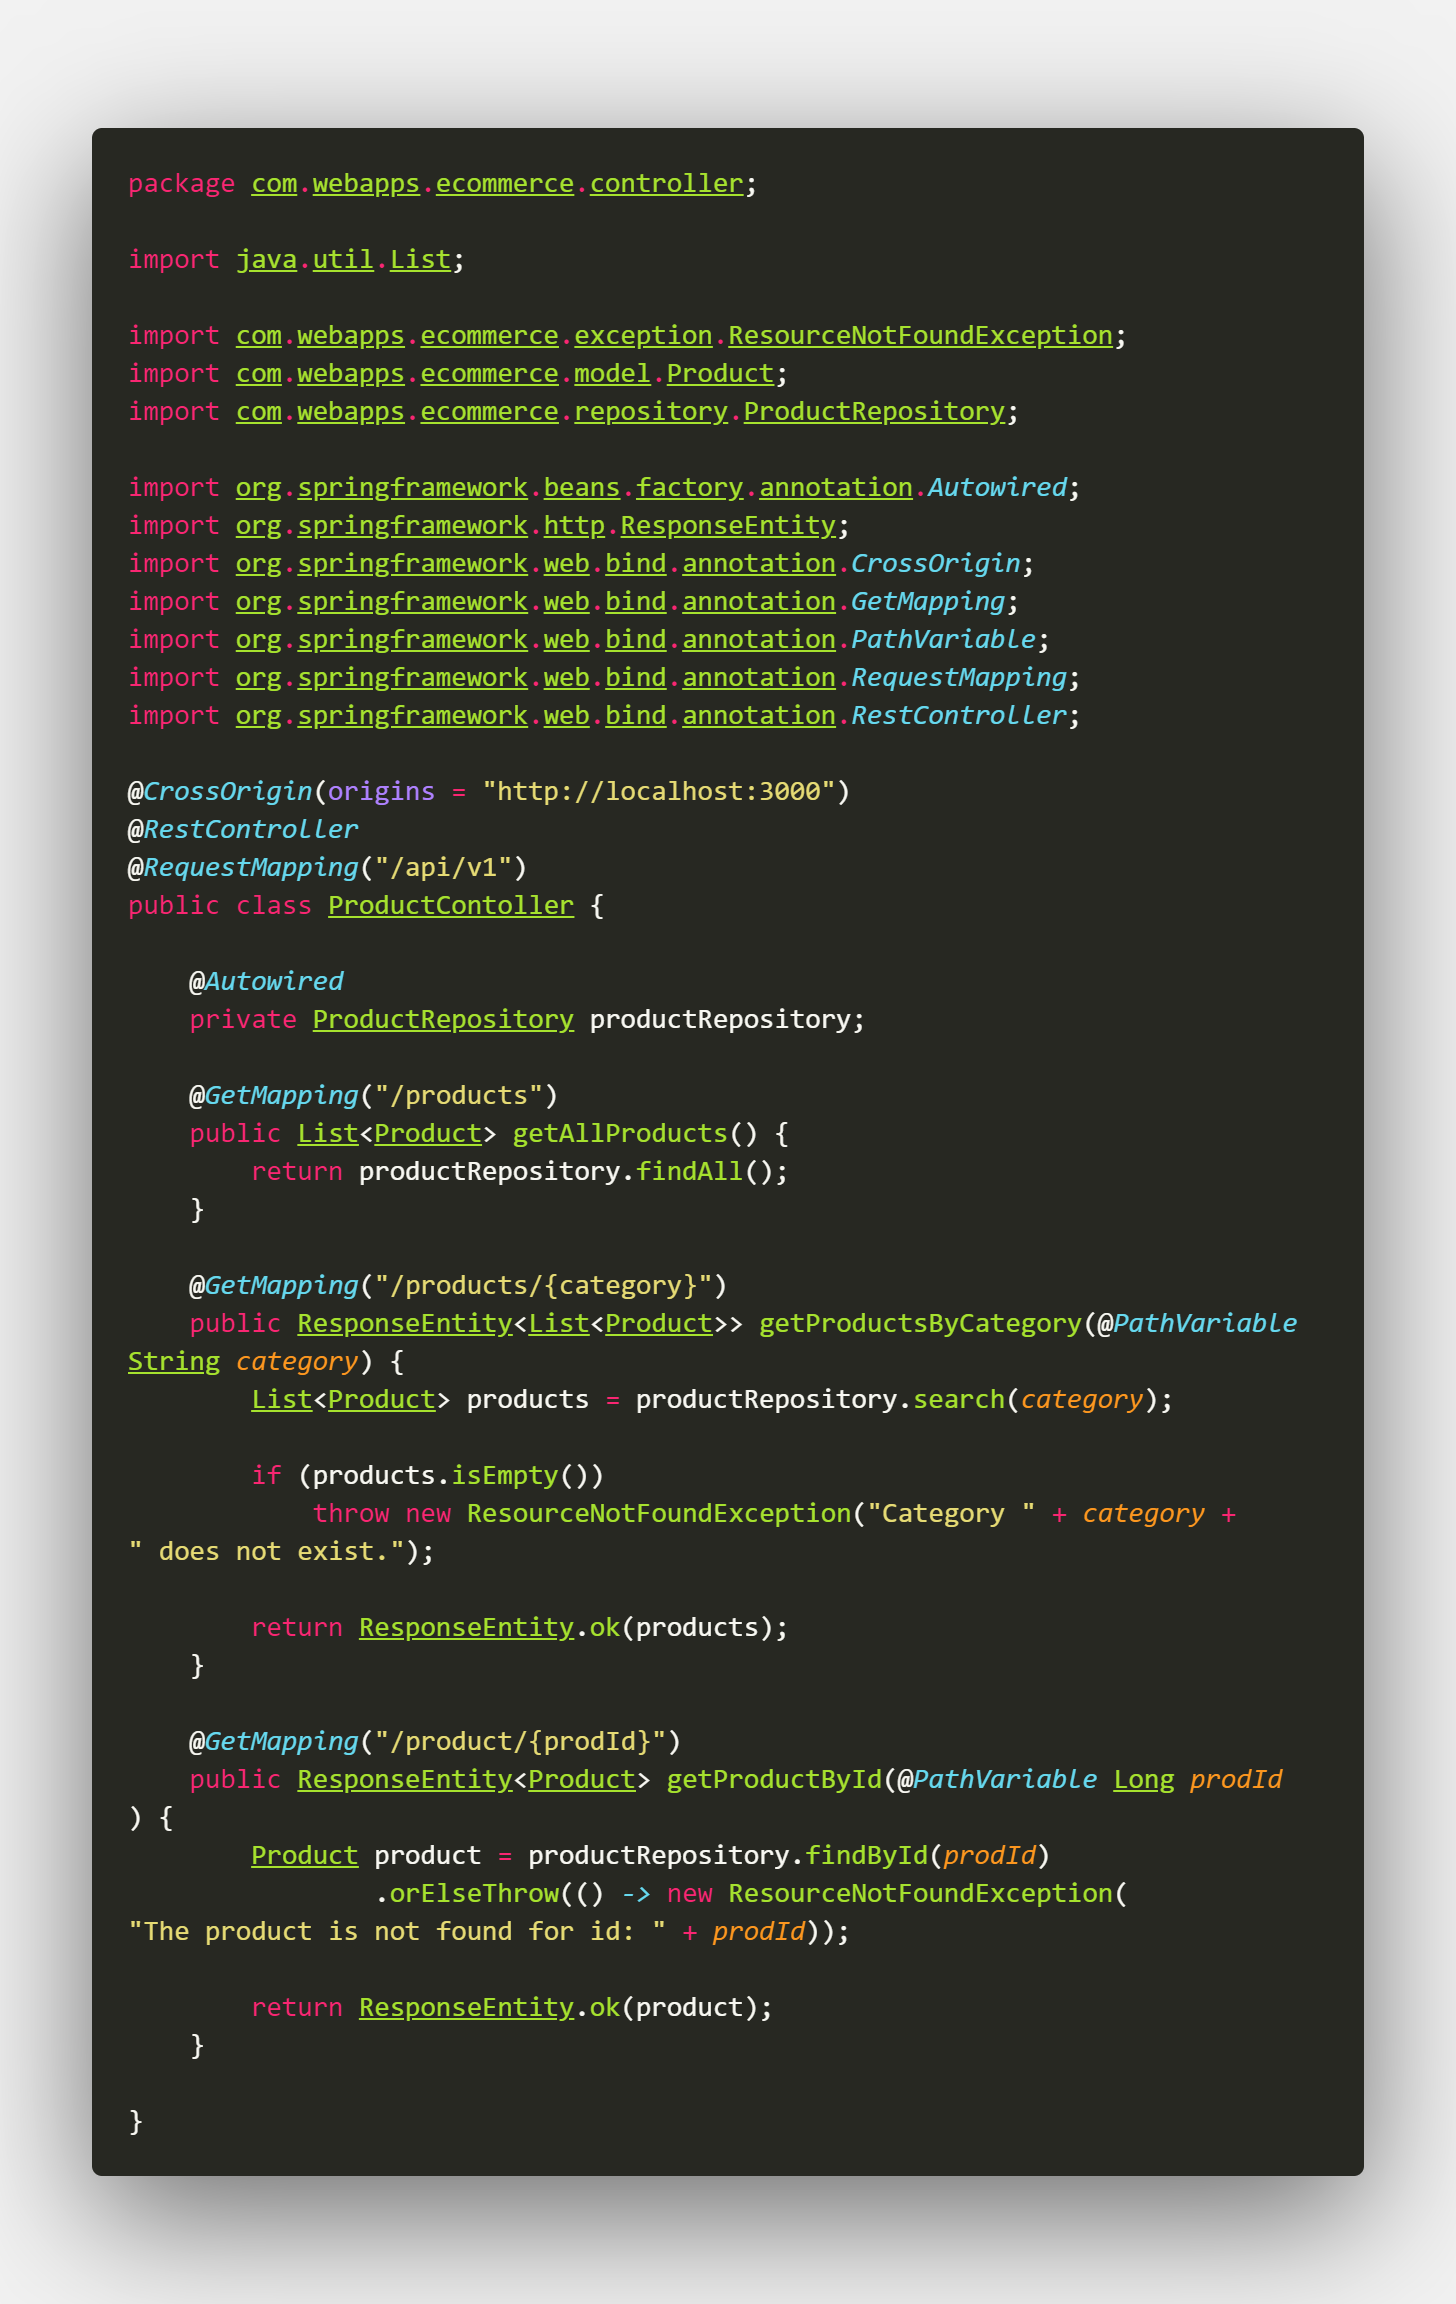 package com.webapps.ecommerce.controller;

import java.util.List;

import com.webapps.ecommerce.exception.ResourceNotFoundException;
import com.webapps.ecommerce.model.Product;
import com.webapps.ecommerce.repository.ProductRepository;

import org.springframework.beans.factory.annotation.Autowired;
import org.springframework.http.ResponseEntity;
import org.springframework.web.bind.annotation.CrossOrigin;
import org.springframework.web.bind.annotation.GetMapping;
import org.springframework.web.bind.annotation.PathVariable;
import org.springframework.web.bind.annotation.RequestMapping;
import org.springframework.web.bind.annotation.RestController;

@CrossOrigin(origins = "http://localhost:3000")
@RestController
@RequestMapping("/api/v1")
public class ProductContoller {

    @Autowired
    private ProductRepository productRepository;

    @GetMapping("/products")
    public List<Product> getAllProducts() {
        return productRepository.findAll();
    }

    @GetMapping("/products/{category}")
    public ResponseEntity<List<Product>> getProductsByCategory(@PathVariable
String category) {
        List<Product> products = productRepository.search(category);

        if (products.isEmpty())
            throw new ResourceNotFoundException("Category " + category +
" does not exist.");

        return ResponseEntity.ok(products);
    }

    @GetMapping("/product/{prodId}")
    public ResponseEntity<Product> getProductById(@PathVariable Long prodId
) {
        Product product = productRepository.findById(prodId)
                .orElseThrow(() -> new ResourceNotFoundException(
"The product is not found for id: " + prodId));

        return ResponseEntity.ok(product);
    }

}